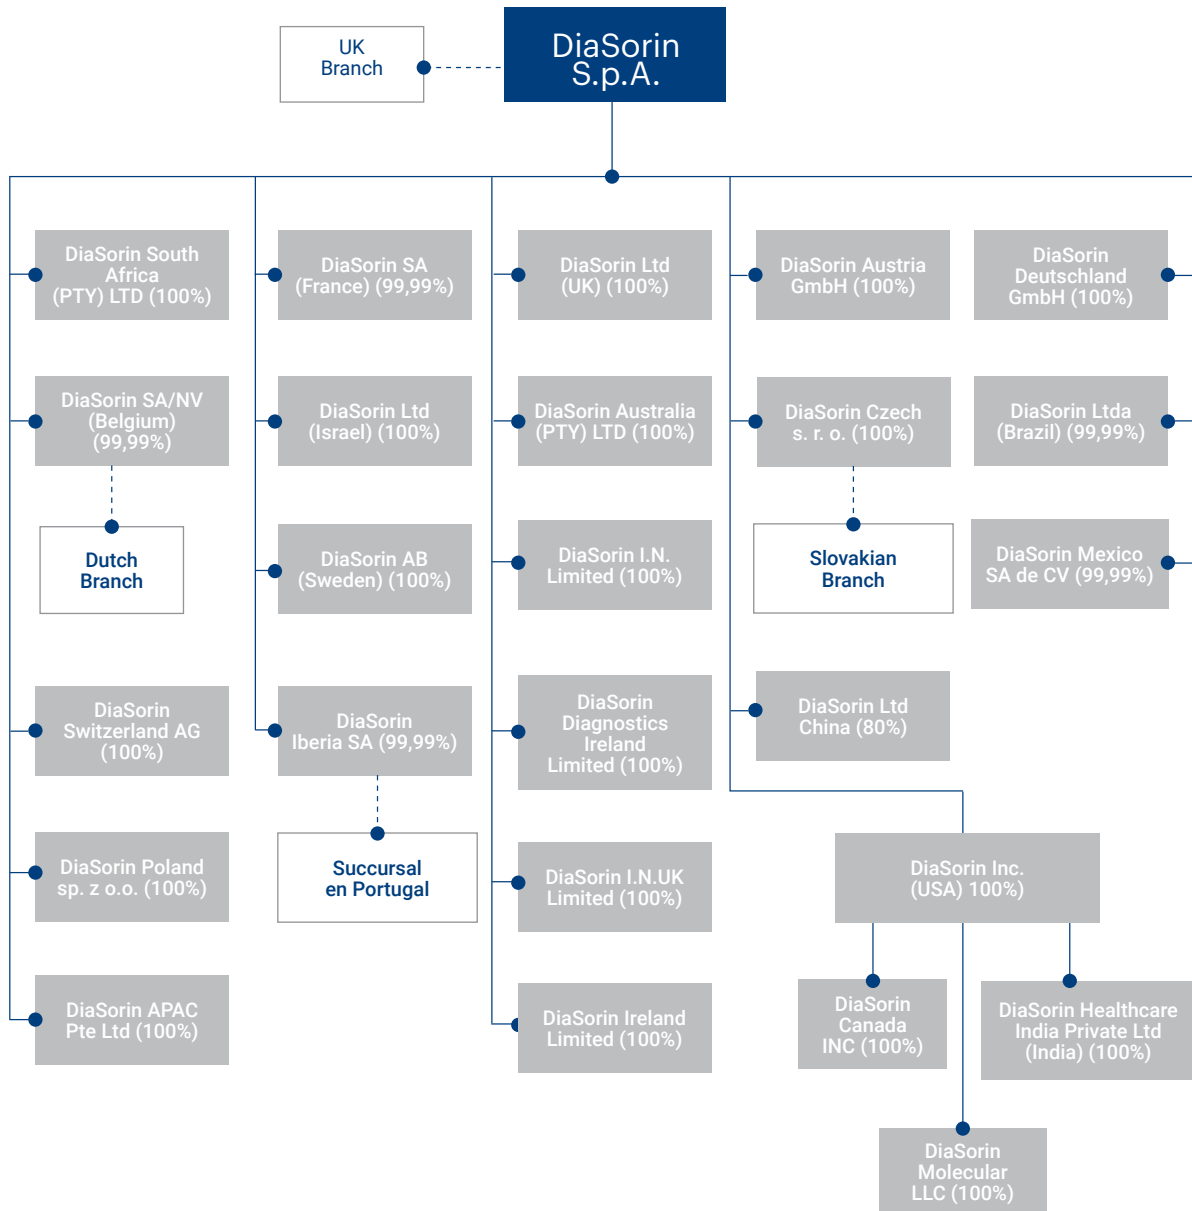 UK
Branch
DiaSorin
S.p.A.
DiaSorin South
Africa
(PTY) LTD (100%)
DiaSorin SA
(France) (99,99%)
DiaSorin Ltd
(UK) (100%)
DiaSorin Austria
GmbH (100%)
DiaSorin
Deutschland
GmbH (100%)
DiaSorin SA/NV
(Belgium)
(99,99%)
DiaSorin Ltd
(Israel) (100%)
DiaSorin Australia
(PTY) LTD (100%)
DiaSorin Czech
s. r. o. (100%)
DiaSorin Ltda
(Brazil) (99,99%)
Dutch
Branch
DiaSorin AB
(Sweden) (100%)
DiaSorin I.N.
Limited (100%)
Slovakian
Branch
DiaSorin Mexico
SA de CV (99,99%)
DiaSorin
Switzerland AG
(100%)
DiaSorin
Iberia SA (99,99%)
DiaSorin
Diagnostics
Ireland
Limited (100%)
DiaSorin Ltd
China (80%)
DiaSorin Poland
sp. z o.o. (100%)
Succursal
en Portugal
DiaSorin I.N.UK
Limited (100%)
DiaSorin Inc.
(USA) 100%)
DiaSorin APAC
Pte Ltd (100%)
DiaSorin Ireland
Limited (100%)
DiaSorin
Canada
INC (100%)
DiaSorin Healthcare
India Private Ltd
(India) (100%)
DiaSorin
Molecular
LLC (100%)